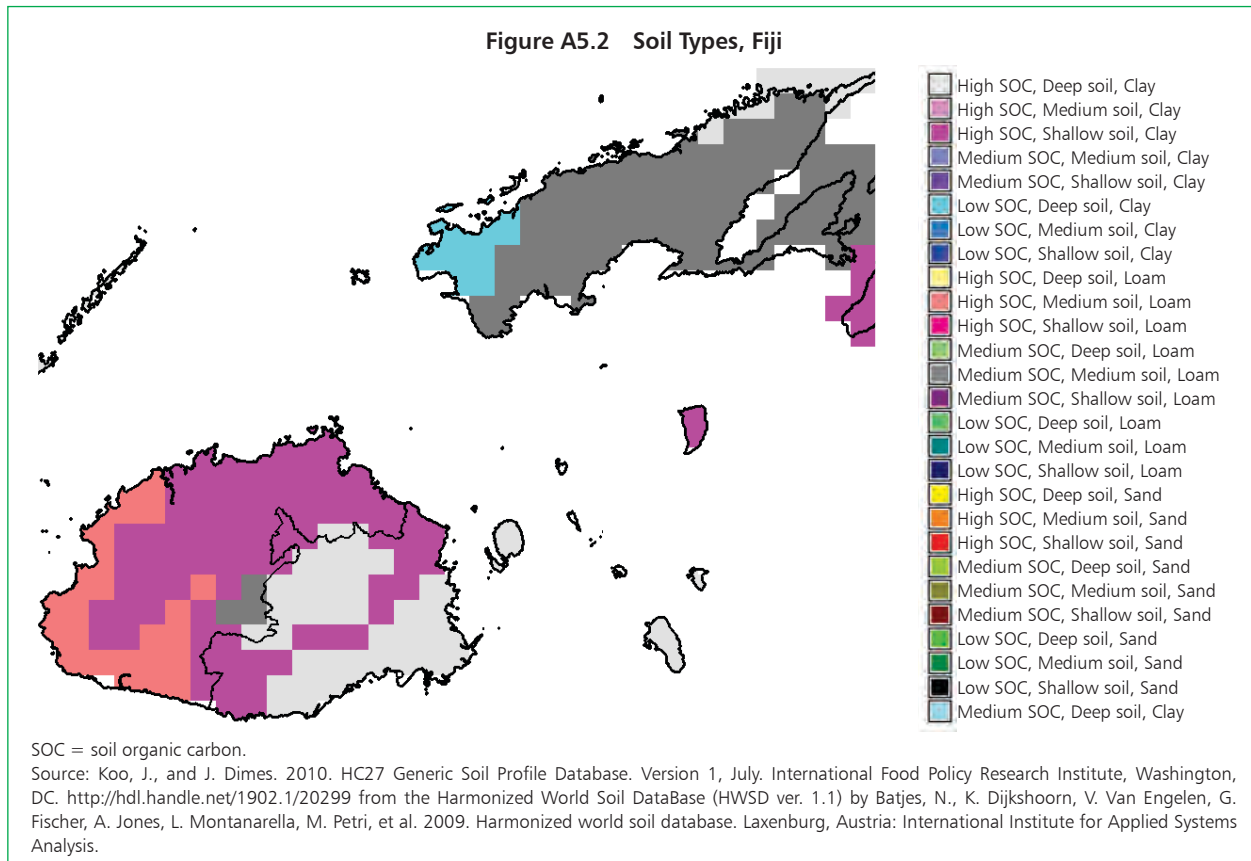 Figure A5.2 Soil Types, Fiji
High SOC, Deep soil, Clay
High SOC, Medium soil, Clay
High SOC, Shallow soil, Clay
Medium SOC, Medium soil, Clay
Medium SOC, Shallow soil, Clay
Low SOC, Deep soil, Clay
Low SOC, Medium soil, Clay
Low SOC, Shallow soil, Clay
High SOC, Deep soil, Loam
High SOC, Medium soil, Loam
High SOC, Shallow soil, Loam
Medium SOC, Deep soil, Loam
Medium SOC, Medium soil, Loam
Medium SOC, Shallow soil, Loam
Low SOC, Deep soil, Loam
Low SOC, Medium soil, Loam
Low SOC, Shallow soil, Loam
High SOC, Deep soil, Sand
High SOC, Medium soil, Sand
High SOC, Shallow soil, Sand
Medium SOC, Deep soil, Sand
Medium SOC, Medium soil, Sand
Medium SOC, Shallow soil, Sand
Low SOC, Deep soil, Sand
Low SOC, Medium soil, Sand
Low SOC, Shallow soil, Sand
Medium SOC, Deep soil, Clay
SOC = soil organic carbon.
Source: Koo, J., and J. Dimes. 2010. HC27 Generic Soil Profile Database. Version 1, July. International Food Policy Research Institute, Washington,
DC. http://hdl.handle.net/1902.1/20299 from the Harmonized World Soil DataBase (HWSD ver. 1.1) by Batjes, N., K. Dijkshoorn, V. Van Engelen, G.
Fischer, A. Jones, L. Montanarella, M. Petri, et al. 2009. Harmonized world soil database. Laxenburg, Austria: International Institute for Applied Systems
Analysis.